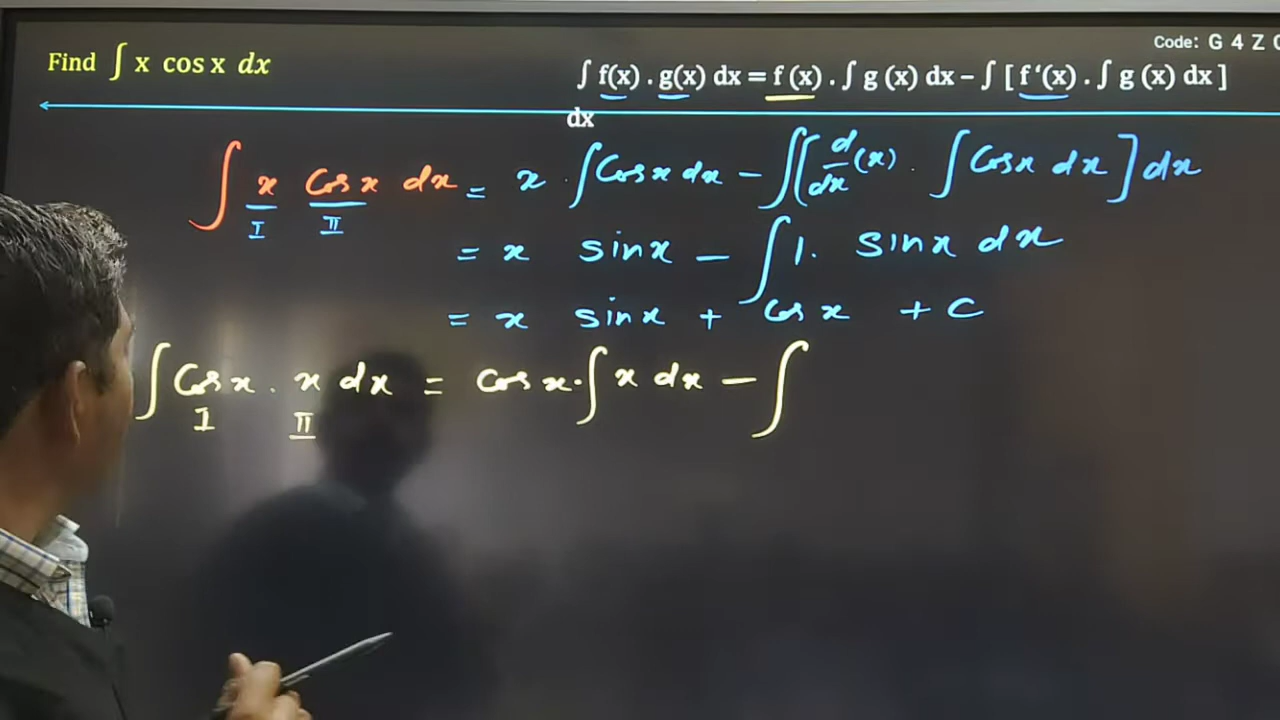 Code: G 4 Z
Find ∫ x cos x dx
∫ f(x) . g(x) dx = f (x) . ∫ g (x) dx – ∫ [ f '(x) . ∫ g (x) dx ]
dx
∫ x cos x dx = x . ∫ cos x dx – ∫ [ d/dx (x) . ∫ cos x dx ] dx
I II
= x sin x – ∫ 1. sin x dx
= x sin x + cos x + c
∫ cos x . x dx = cos x . ∫ x dx – ∫
I II